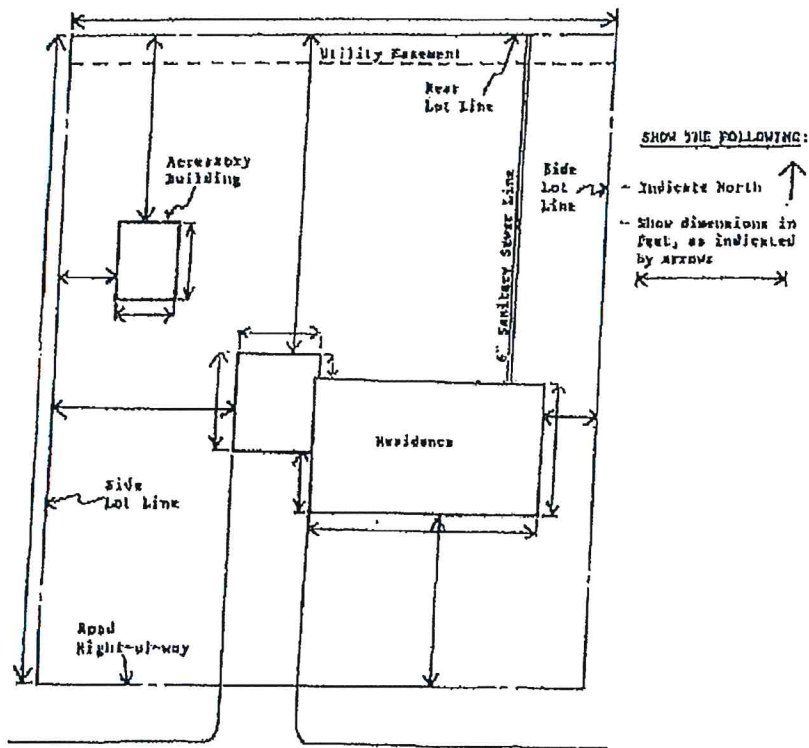 Utility Easement
Rear
Lot Line
SHOW THE FOLLOWING:
Accessory
Building
Side
Lot
Line
- Indicate North
- Show dimensions in
feet, as indicated
by arrows
6" Sanitary Sewer Line
Residence
Side
Lot Line
Road
Right-of-way